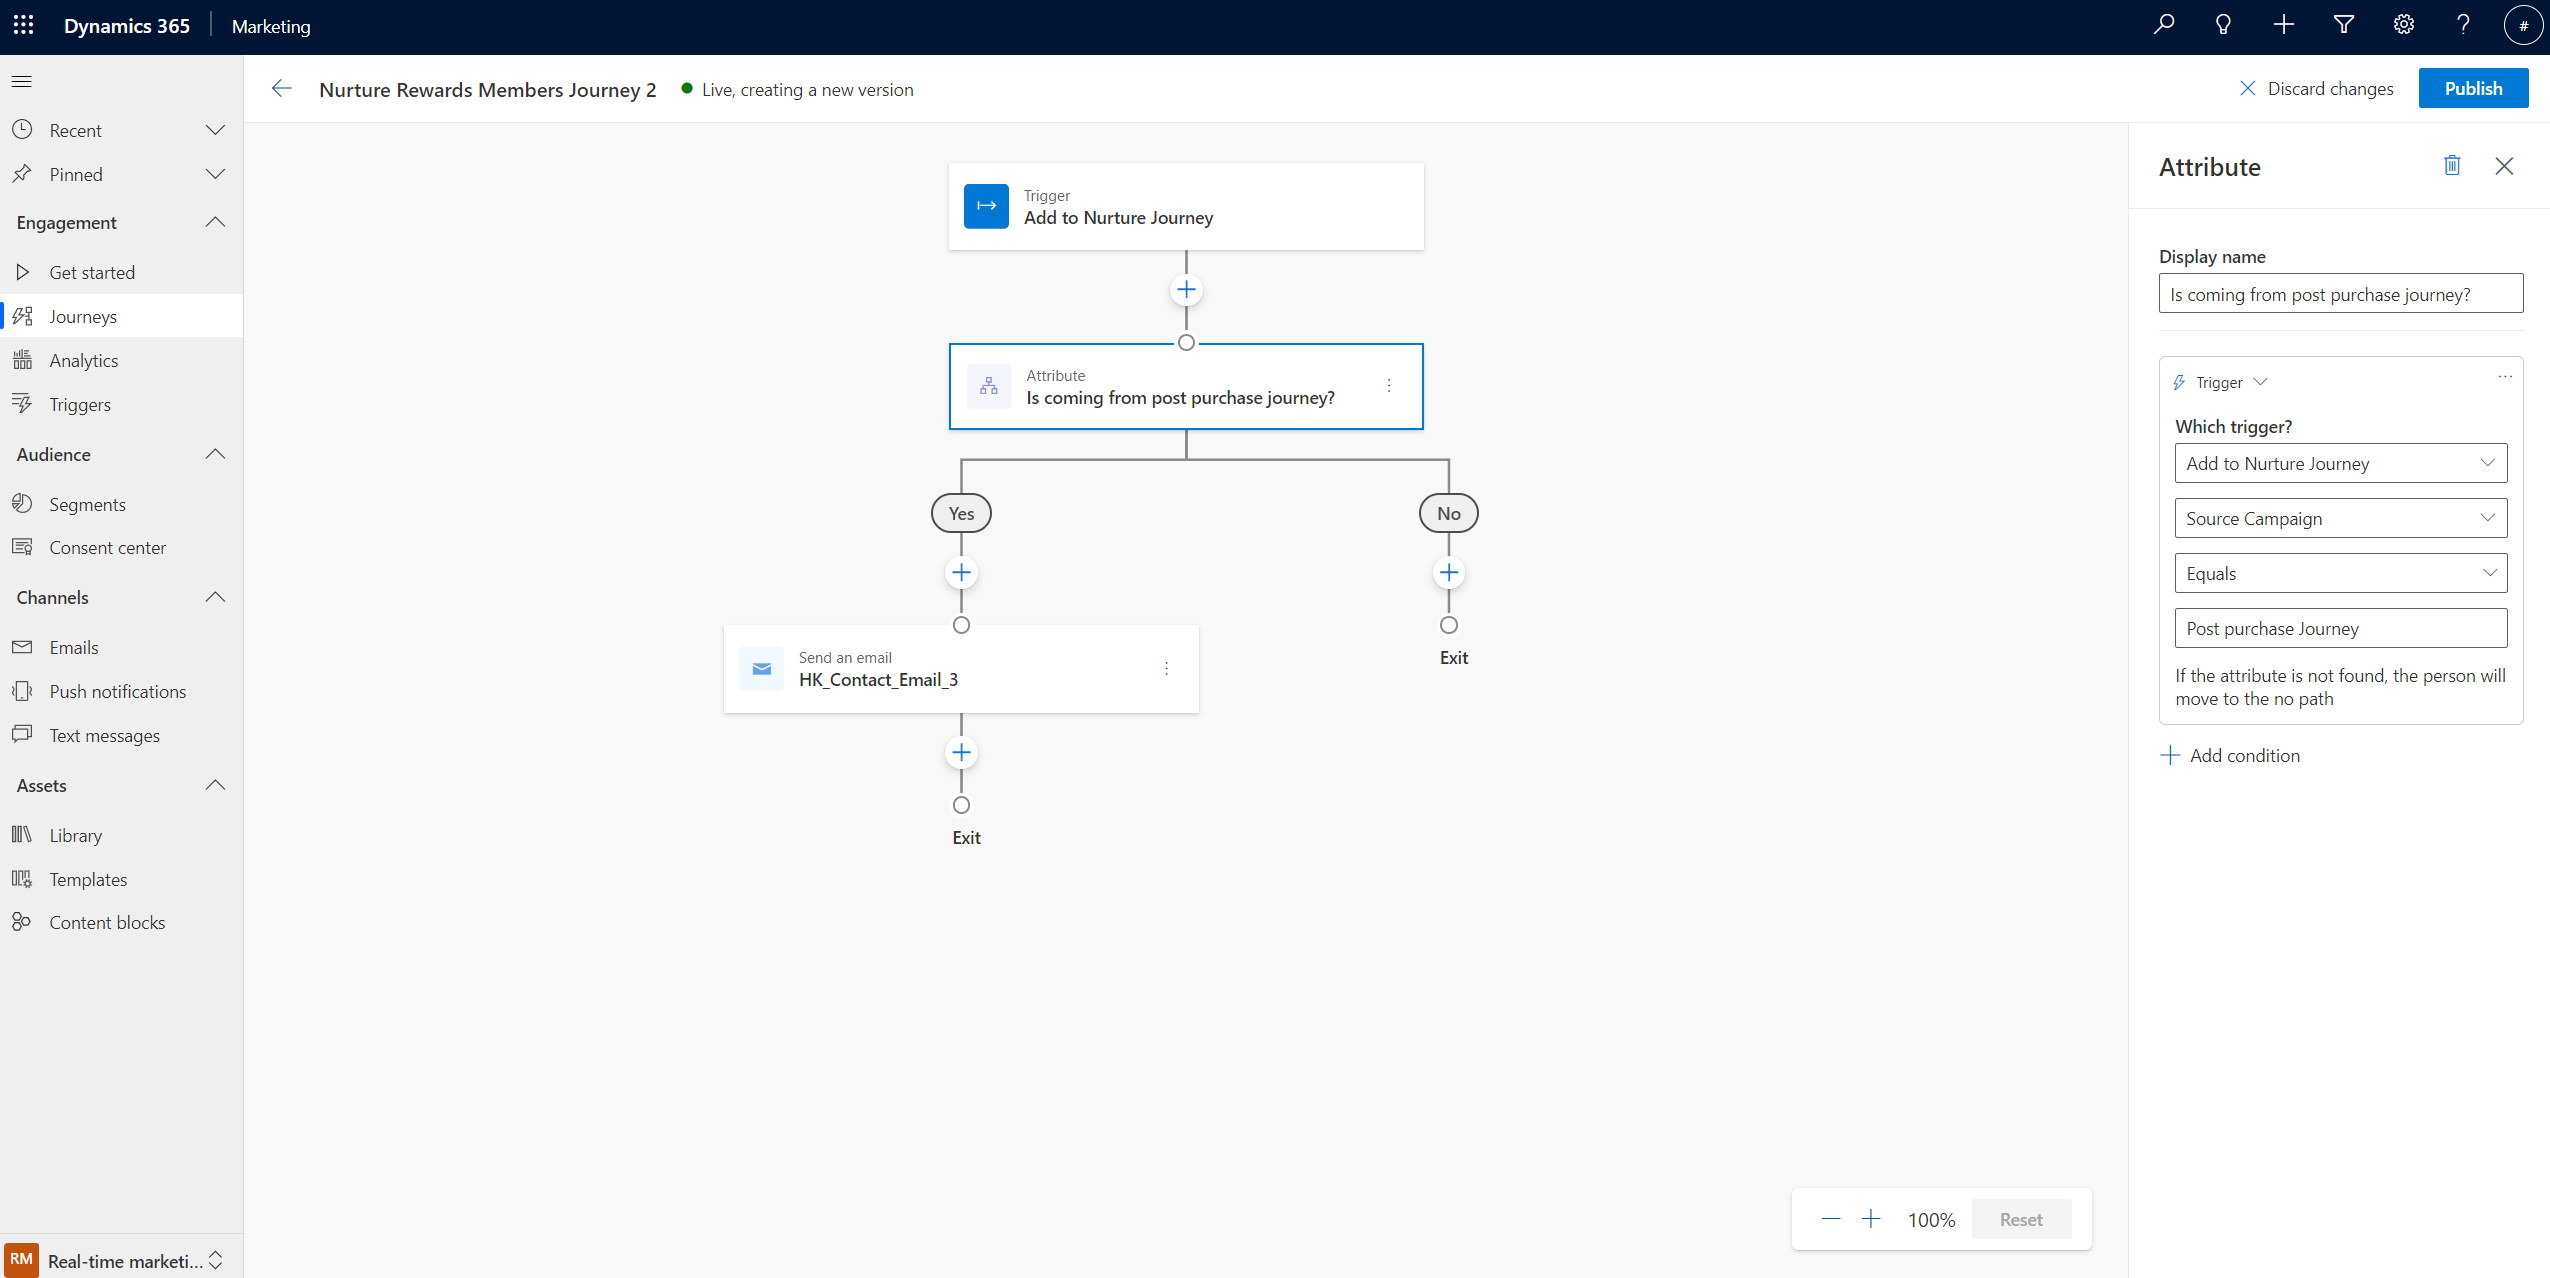 Dynamics 365
Marketing
#
Nurture Rewards Members Journey 2
Live, creating a new version
Discard changes
Publish
Recent
Pinned
Engagement
Get started
Journeys
Analytics
Triggers
Audience
Segments
Consent center
Channels
Emails
Push notifications
Text messages
Assets
Library
Templates
Content blocks
RM
Real-time marketi...
Trigger
Add to Nurture Journey
Attribute
Is coming from post purchase journey?
Yes
No
Send an email
HK_Contact_Email_3
Exit
Exit
100%
Reset
Attribute
Display name
Is coming from post purchase journey?
Trigger
Which trigger?
Add to Nurture Journey
Source Campaign
Equals
Post purchase Journey
If the attribute is not found, the person will
move to the no path
Add condition